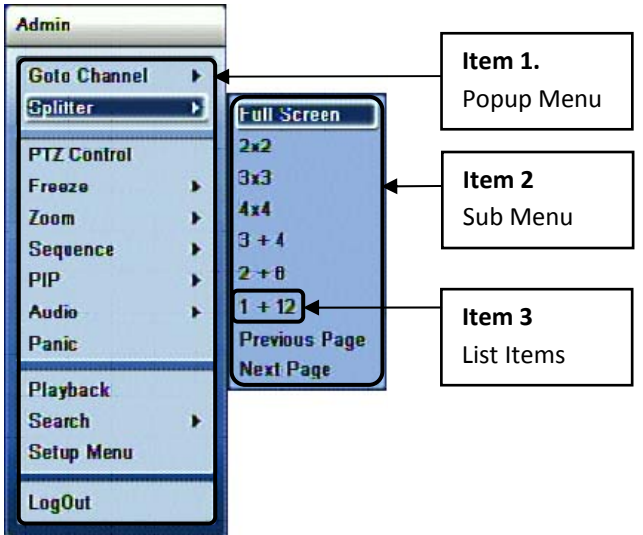 Admin
Goto Channel
Splitter
PTZ Control
Freeze
Zoom
Sequence
PIP
Audio
Panic
Playback
Search
Setup Menu
LogOut
Full Screen
2x2
3x3
4x4
3 + 4
2 + 8
1 + 12
Previous Page
Next Page
Item 1.
Popup Menu
Item 2
Sub Menu
Item 3
List Items